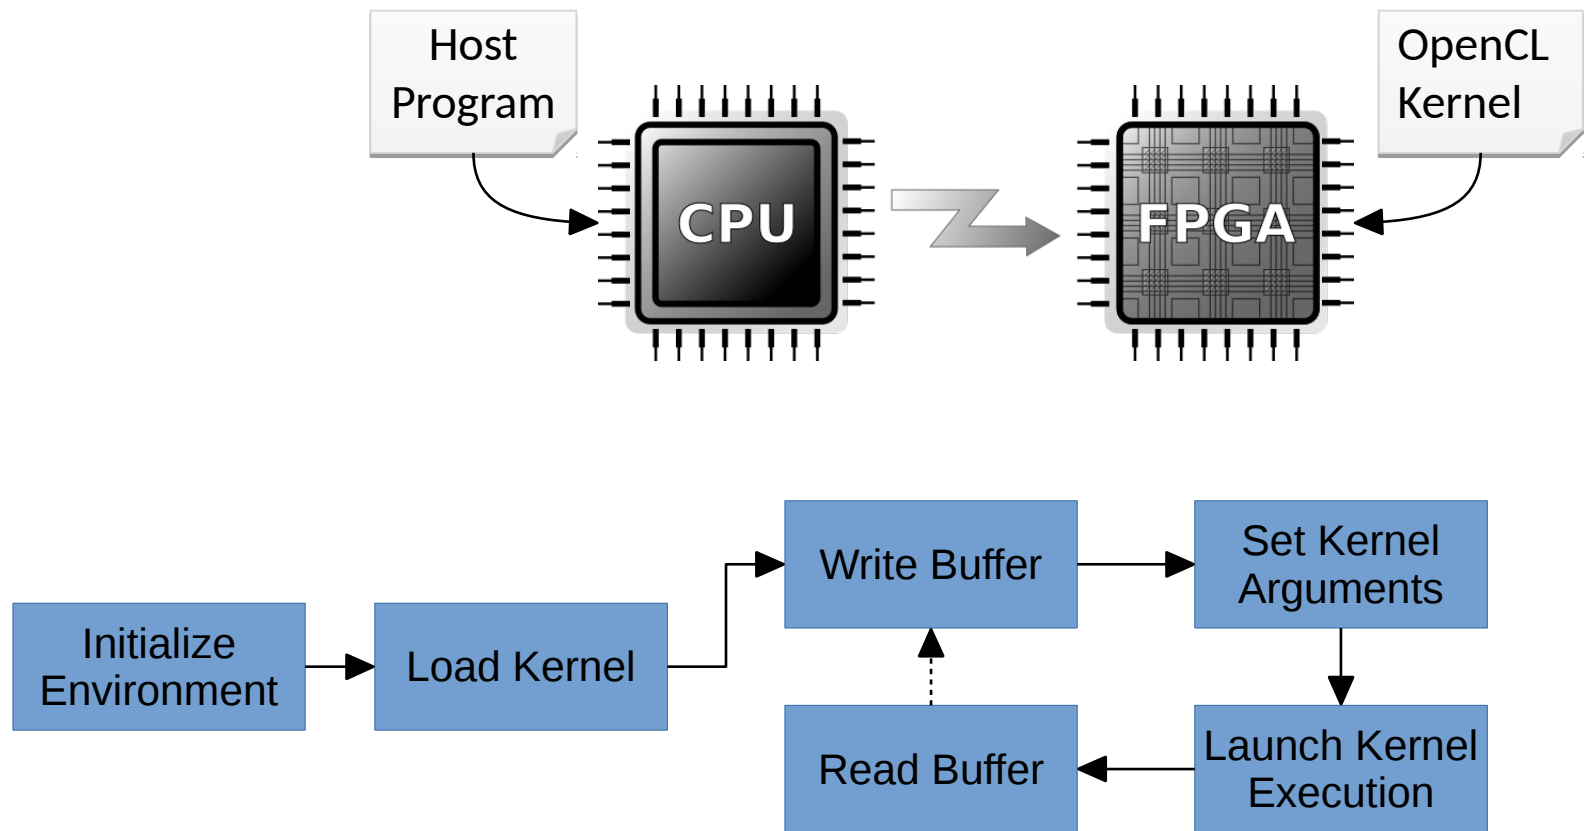 Host
Program
OpenCL
Kernel
CPU
FPGA
Initialize
Environment
Load Kernel
Write Buffer
Set Kernel
Arguments
Launch Kernel
Execution
Read Buffer